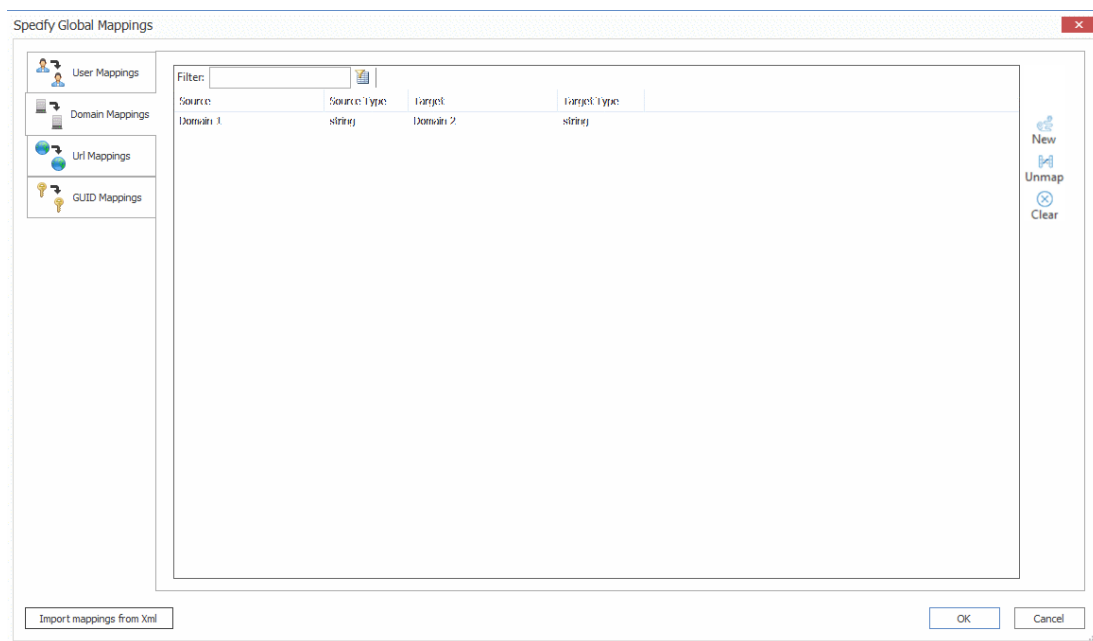 Specify Global Mappings
User Mappings
Domain Mappings
Url Mappings
GUID Mappings
Filter:
Source Source Type Target Target Type
Domain 1 string Domain 2 string
New
Unmap
Clear
Import mappings from Xml
OK Cancel